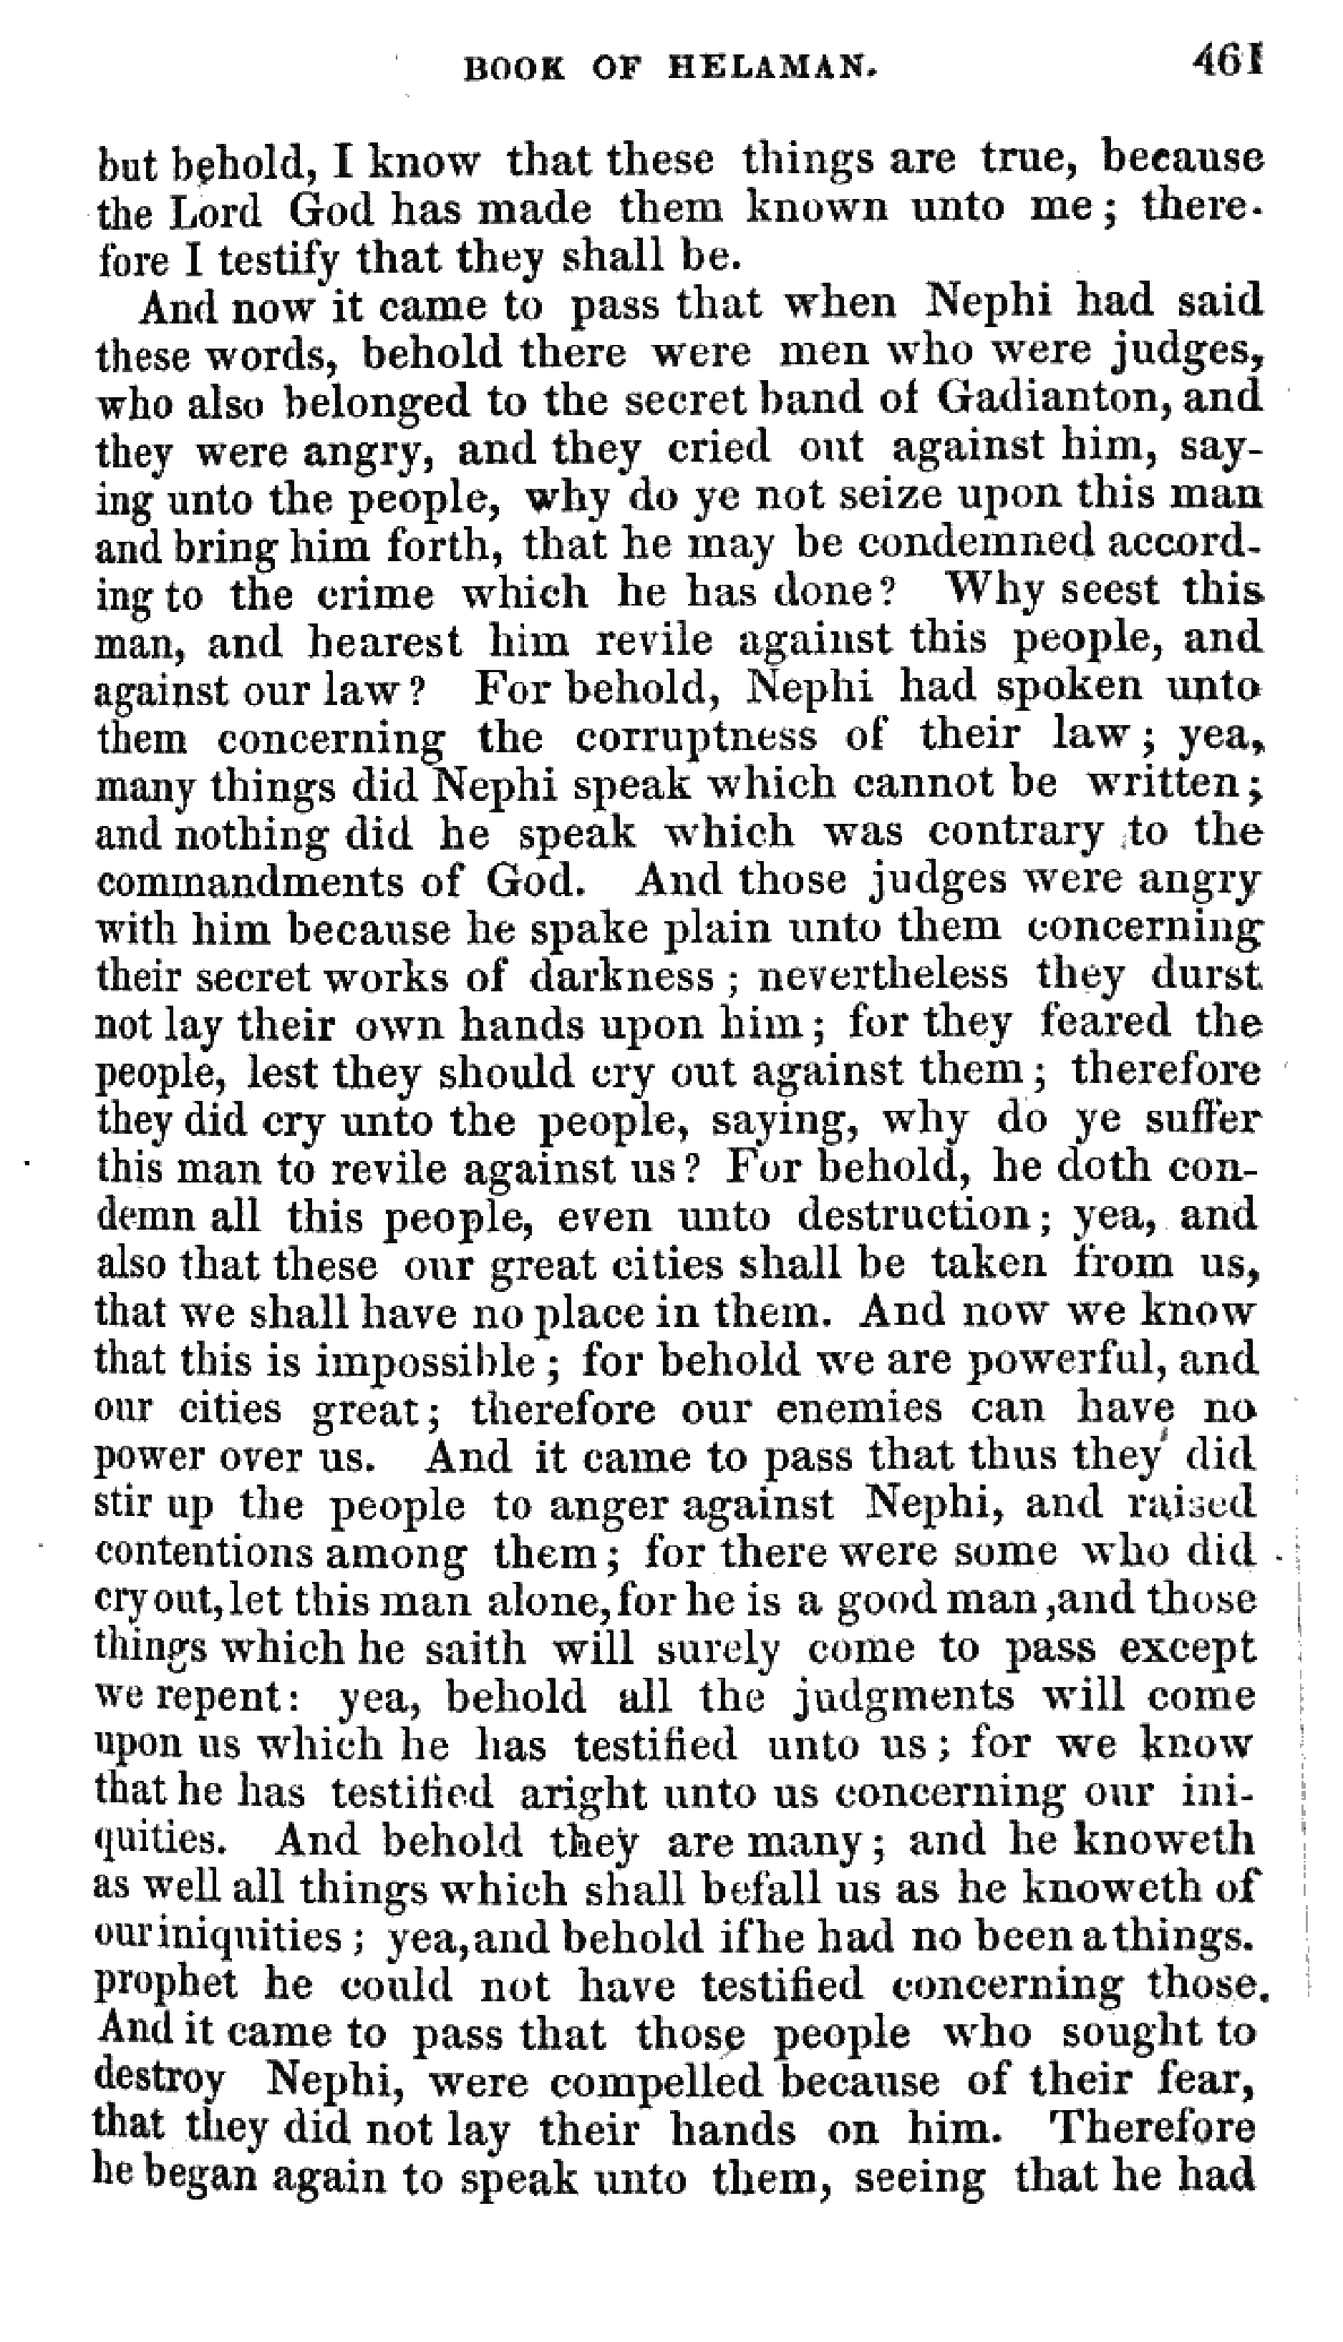 BOOK OF HELAMAN. 461
but behold, I know that these things are true, because
the Lord God has made them known unto me; there-
fore I testify that they shall be.
And now it came to pass that when Nephi had said
these words, behold there were men who were judges,
who also belonged to the secret band of Gadianton, and
they were angry, and they cried out against him, say-
ing unto the people, why do ye not seize upon this man
and bring him forth, that he may be condemned accord-
ing to the crime which he has done? Why seest this
man, and hearest him revile against this people, and
against our law? For behold, Nephi had spoken unto
them concerning the corruptness of their law; yea,
many things did Nephi speak which cannot be written;
and nothing did he speak which was contrary to the
commandments of God. And those judges were angry
with him because he spake plain unto them concerning
their secret works of darkness; nevertheless they durst
not lay their own hands upon him; for they feared the
people, lest they should cry out against them; therefore
they did cry unto the people, saying, why do ye suffer
this man to revile against us? For behold, he doth con-
demn all this people, even unto destruction; yea, and
also that these our great cities shall be taken from us,
that we shall have no place in them. And now we know
that this is impossible; for behold we are powerful, and
our cities great; therefore our enemies can have no
power over us. And it came to pass that thus they did
stir up the people to anger against Nephi, and raised
contentions among them; for there were some who did
cry out, let this man alone, for he is a good man ,and those
things which he saith will surely come to pass except
we repent: yea, behold all the judgments will come
upon us which he has testified unto us; for we know
that he has testified aright unto us concerning our ini-
quities. And behold they are many; and he knoweth
as well all things which shall befall us as he knoweth of
our iniquities; yea, and behold if he had no been a things.
prophet he could not have testified concerning those.
And it came to pass that those people who sought to
destroy Nephi, were compelled because of their fear,
that they did not lay their hands on him. Therefore
he began again to speak unto them, seeing that he had